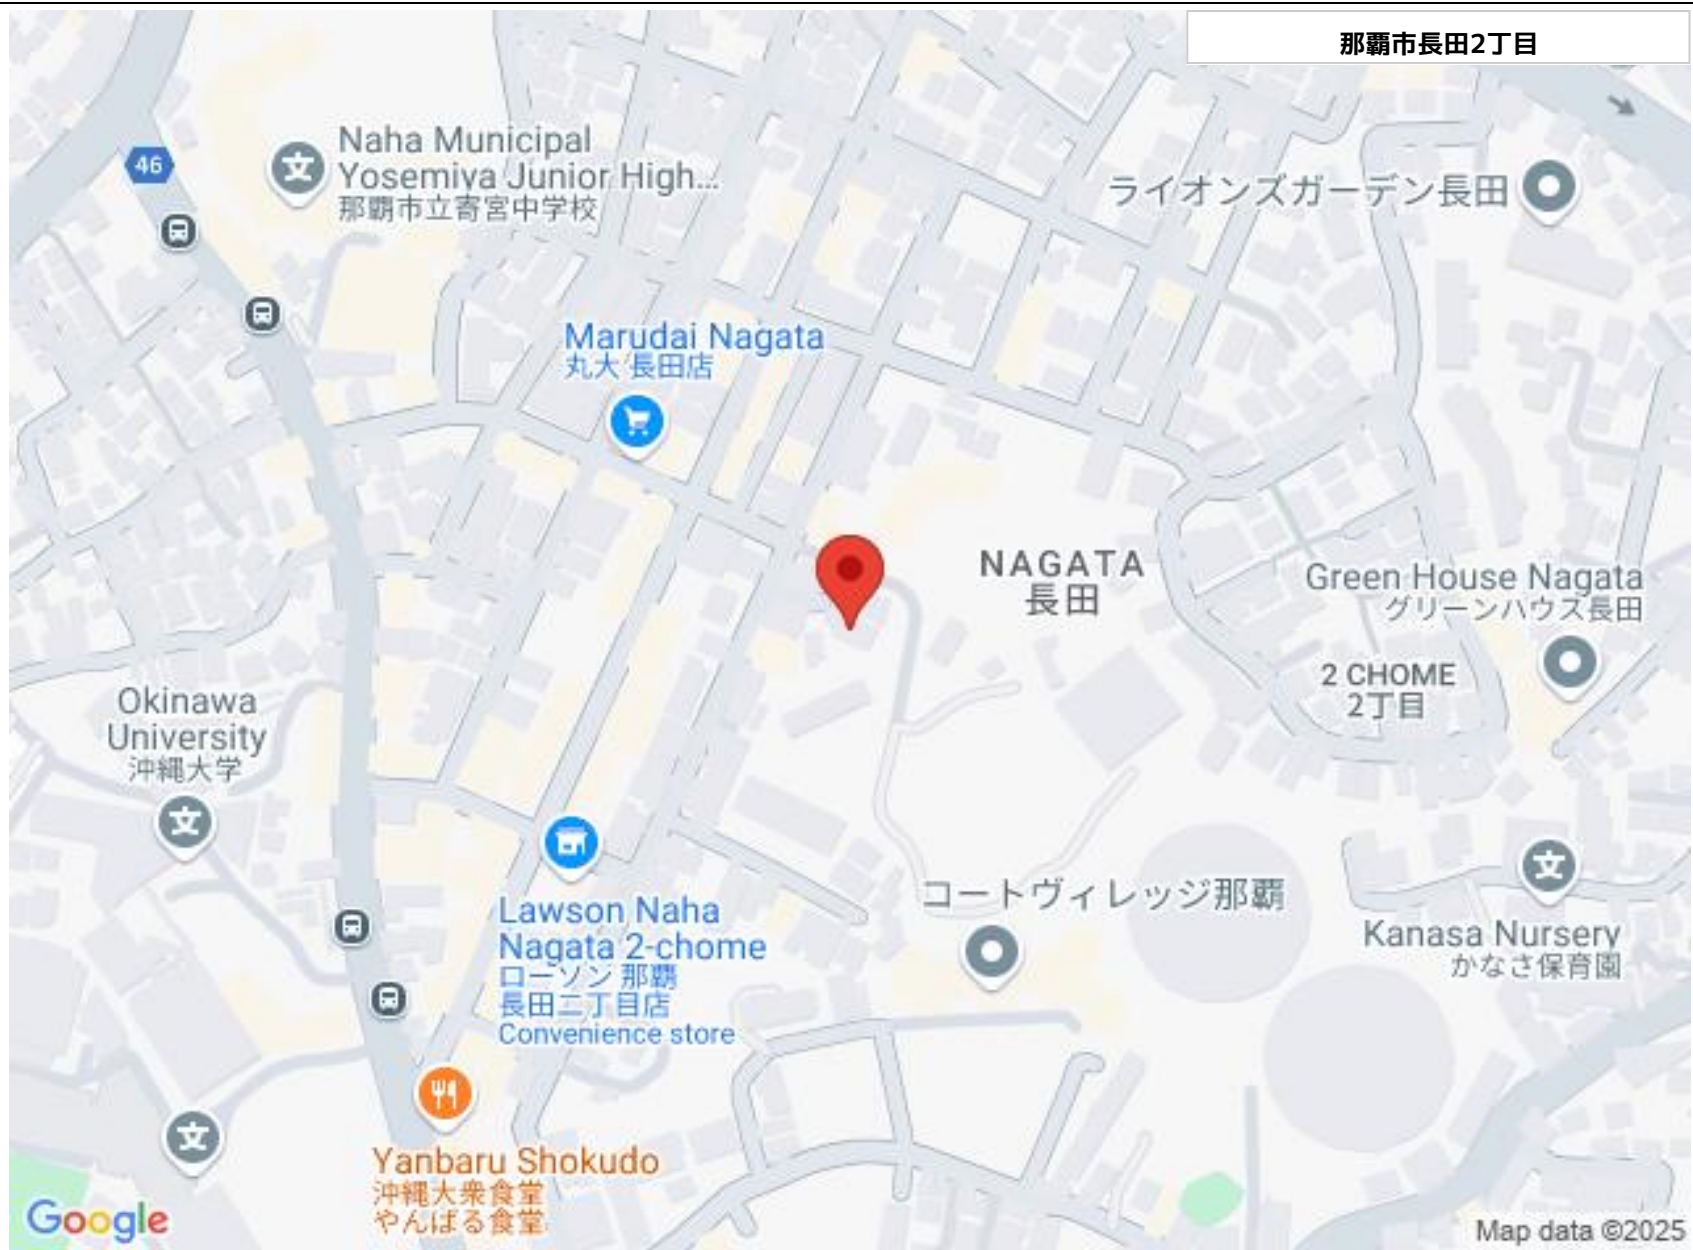 那覇市長田2丁目
46
文
Naha Municipal
Yosemiya Junior High...
那覇市立寄宮中学校
ライオンズガーデン長田
Marudai Nagata
丸大 長田店
NAGATA
長田
Green House Nagata
グリーンハウス長田
2 CHOME
2丁目
Okinawa
University
沖縄大学
文
Lawson Naha
Nagata 2-chome
ローソン 那覇
長田二丁目店
Convenience store
コートヴィレッジ那覇
文
Kanasa Nursery
かなさ保育園
文
Yanbaru Shokudo
沖縄大衆食堂
やんばる食堂
Google
Map data ©2025